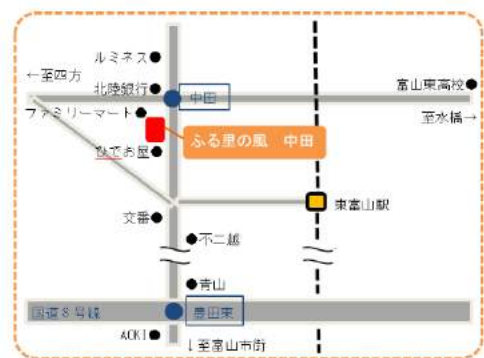 ルミネス
←至四方
北陸銀行
中田
富山東高校
ファミリーマート
至水橋→
ふる里の風 中田
ひでお屋
東富山駅
交番
不二越
青山
国道8号線
豊田東
AOKI
↓至富山市街